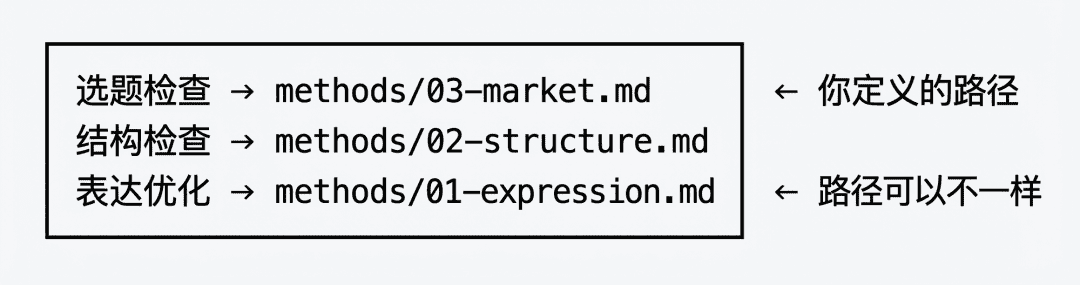 选题检查 → methods/03-market.md ← 你定义的路径
结构检查 → methods/02-structure.md
表达优化 → methods/01-expression.md ← 路径可以不一样